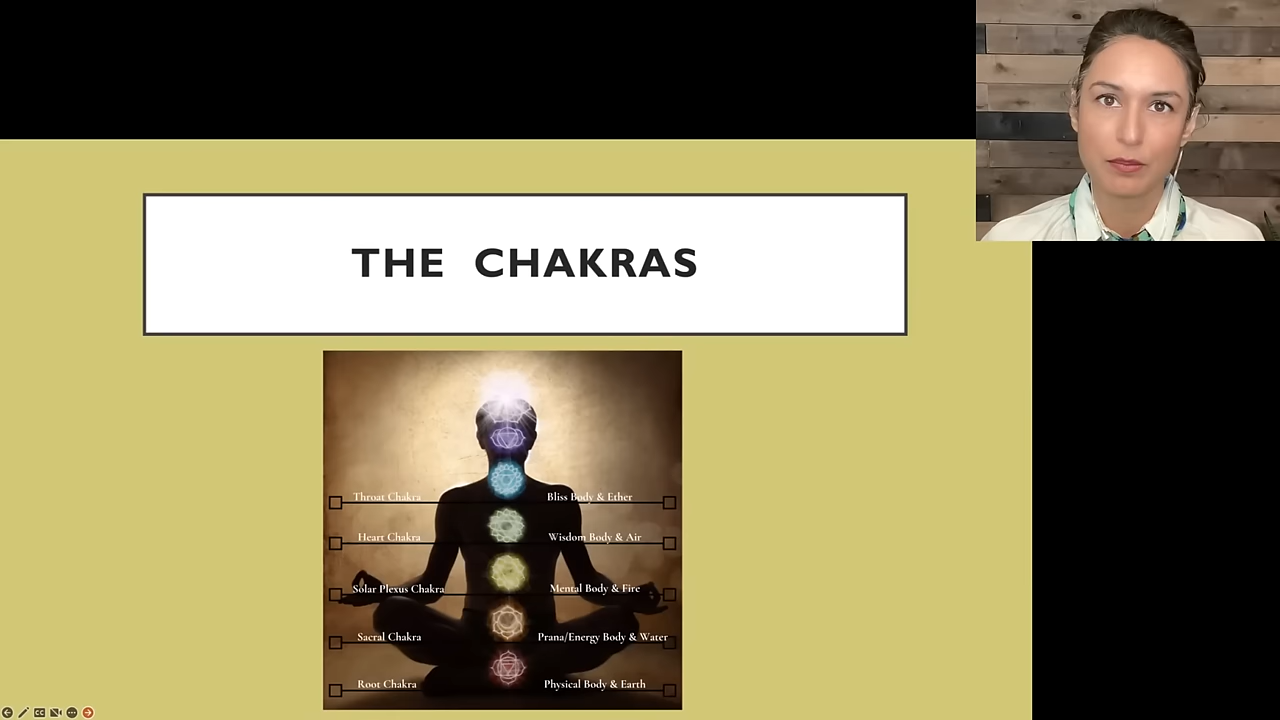 THE CHAKRAS
Throat Chakra Bliss Body & Ether
Heart Chakra Wisdom Body & Air
Solar Plexus Chakra Mental Body & Fire
Sacral Chakra Prana/Energy Body & Water
Root Chakra Physical Body & Earth
CC